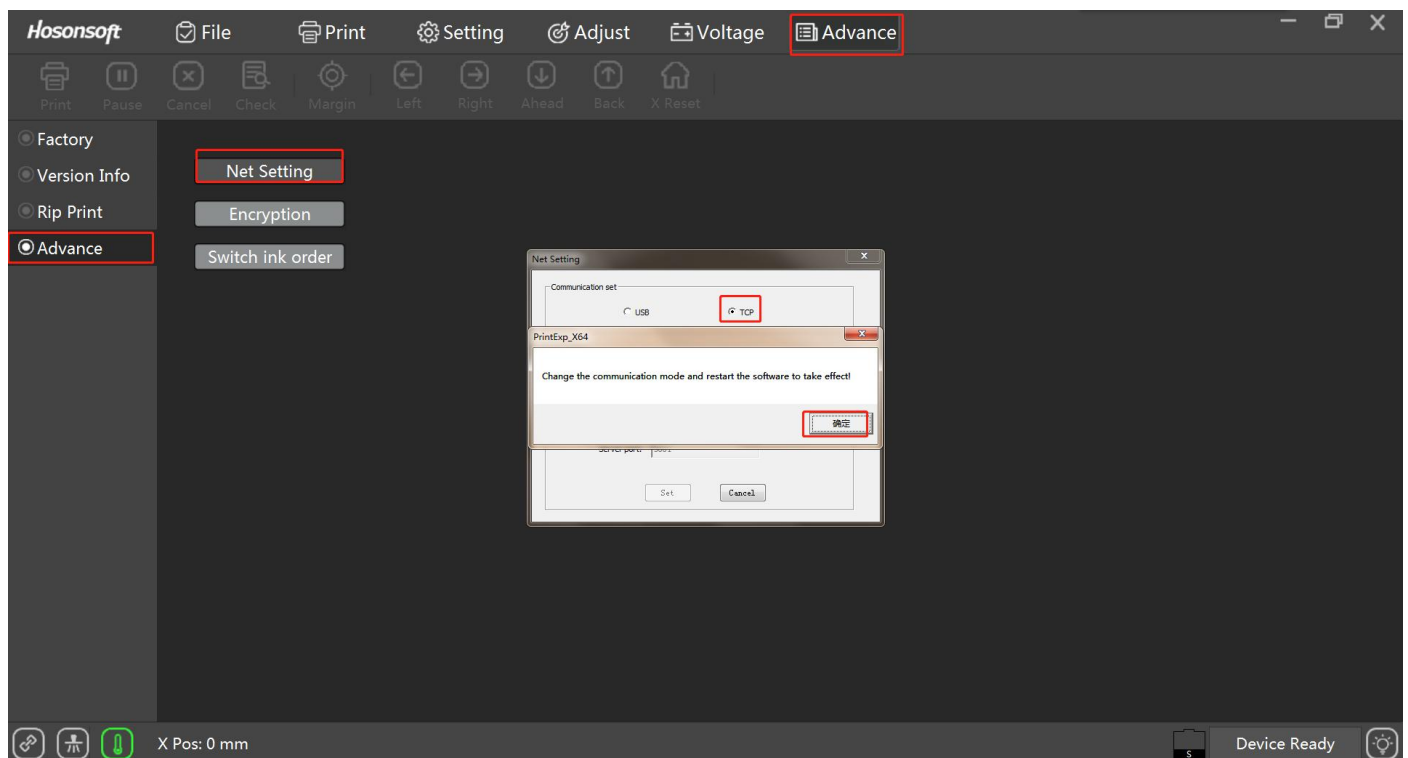 Hosonsoft File Print Setting Adjust Voltage Advance
Print Pause Cancel Check Margin Left Right Ahead Back X Reset
Factory
Version Info
Rip Print
Advance
Net Setting
Encryption
Switch ink order
Net Setting
Communication set
USB TCP
PrintExp_X64
Change the communication mode and restart the software to take effect!
确定
Set Cancel
X Pos: 0 mm
S
Device Ready